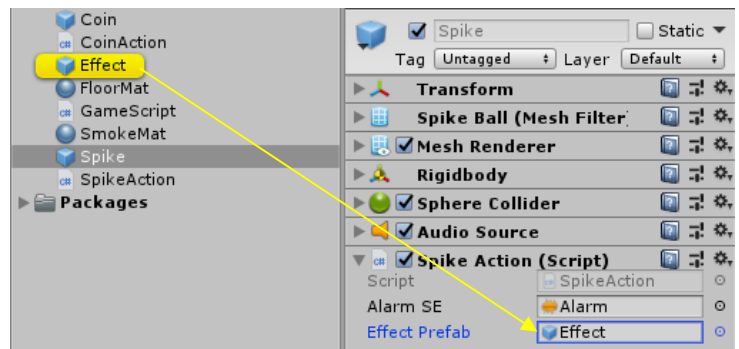 Coin
CoinAction
Effect
FloorMat
GameScript
SmokeMat
Spike
SpikeAction
Packages
Spike Static
Tag Untagged Layer Default
Transform
Spike Ball (Mesh Filter)
Mesh Renderer
Rigidbody
Sphere Collider
Audio Source
Spike Action (Script)
Script SpikeAction
Alarm SE Alarm
Effect Prefab Effect